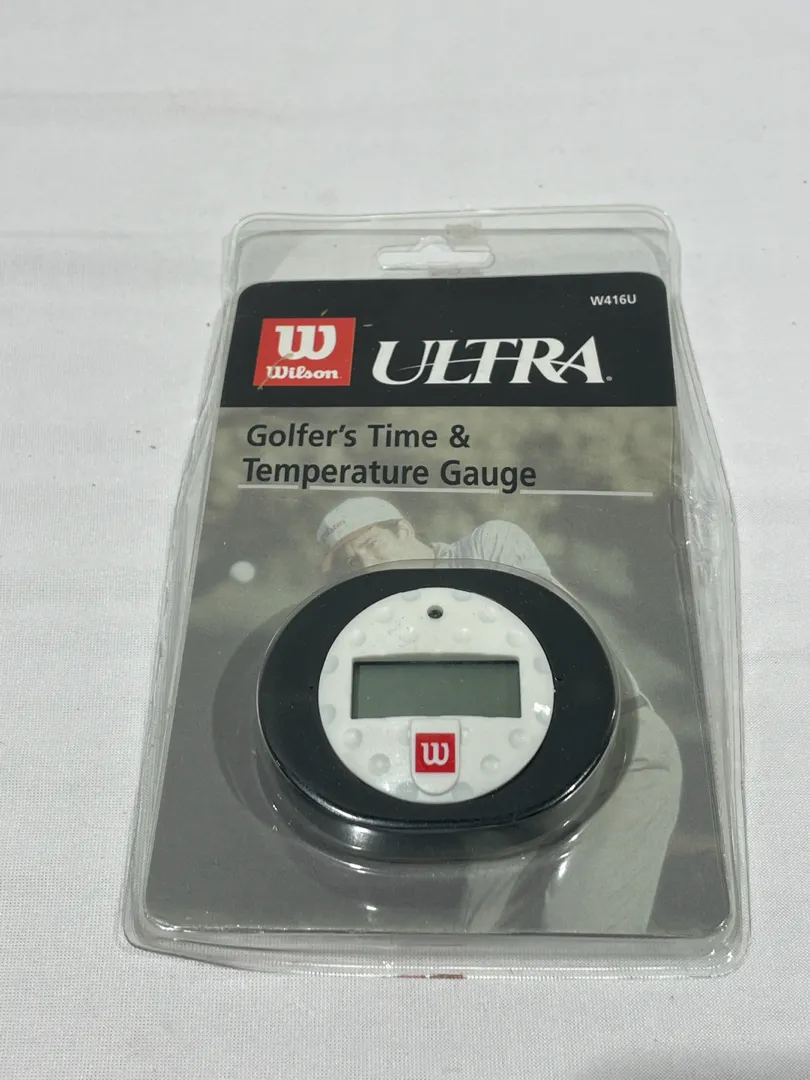 W416U
W
Wilson
ULTRA
Golfer's Time &
Temperature Gauge
W